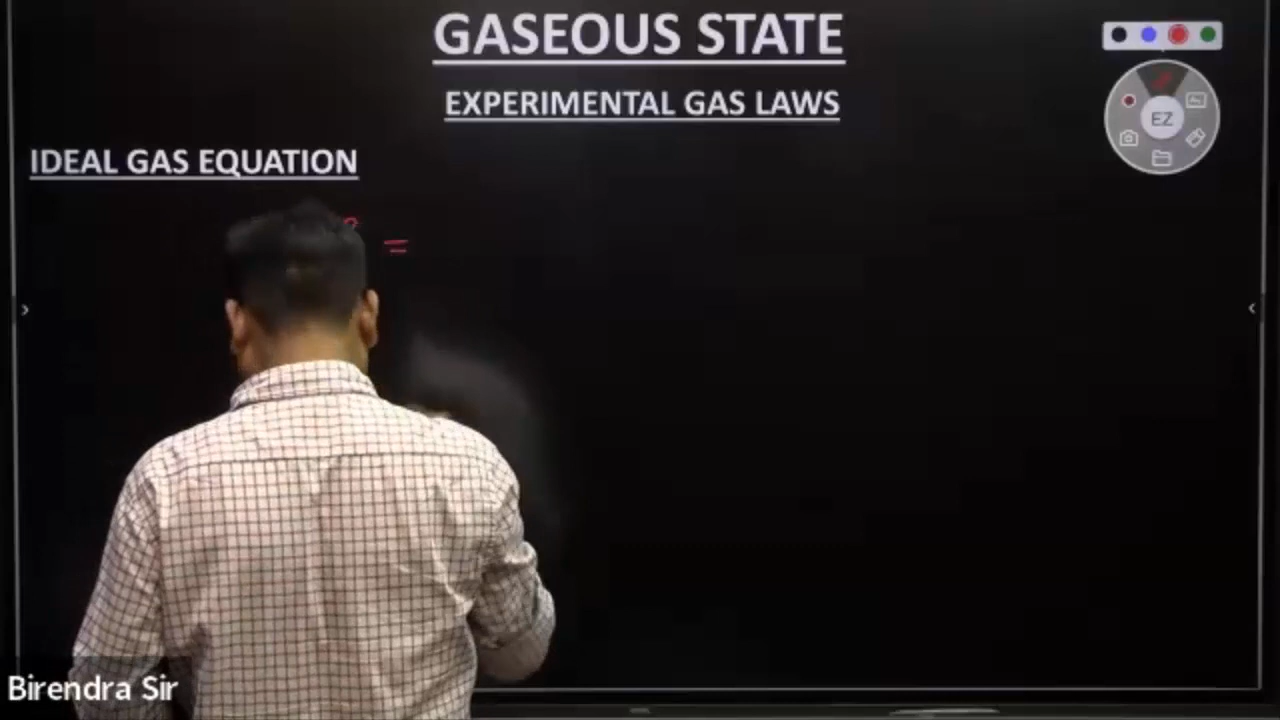 GASEOUS STATE
EXPERIMENTAL GAS LAWS
EZ
IDEAL GAS EQUATION
=
Birendra Sir